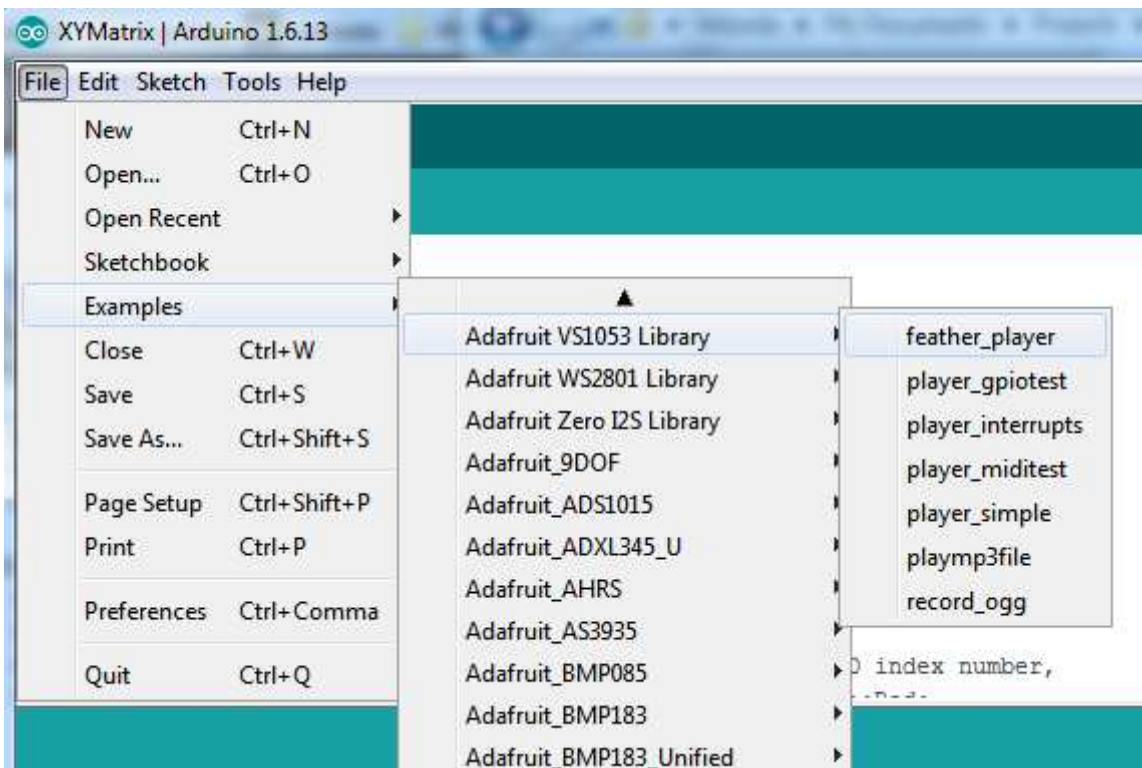 XYMatrix | Arduino 1.6.13
File Edit Sketch Tools Help
New Ctrl+N
Open... Ctrl+O
Open Recent
Sketchbook
Examples
Close Ctrl+W
Save Ctrl+S
Save As... Ctrl+Shift+S
Page Setup Ctrl+Shift+P
Print Ctrl+P
Preferences Ctrl+Comma
Quit Ctrl+Q
Adafruit VS1053 Library
Adafruit WS2801 Library
Adafruit Zero I2S Library
Adafruit_9DOF
Adafruit_ADS1015
Adafruit_ADXL345_U
Adafruit_AHRS
Adafruit_AS3935
Adafruit_BMP085
Adafruit_BMP183
Adafruit_BMP183_Unified
feather_player
player_gpiotest
player_interrupts
player_miditest
player_simple
playmp3file
record_ogg
index number,